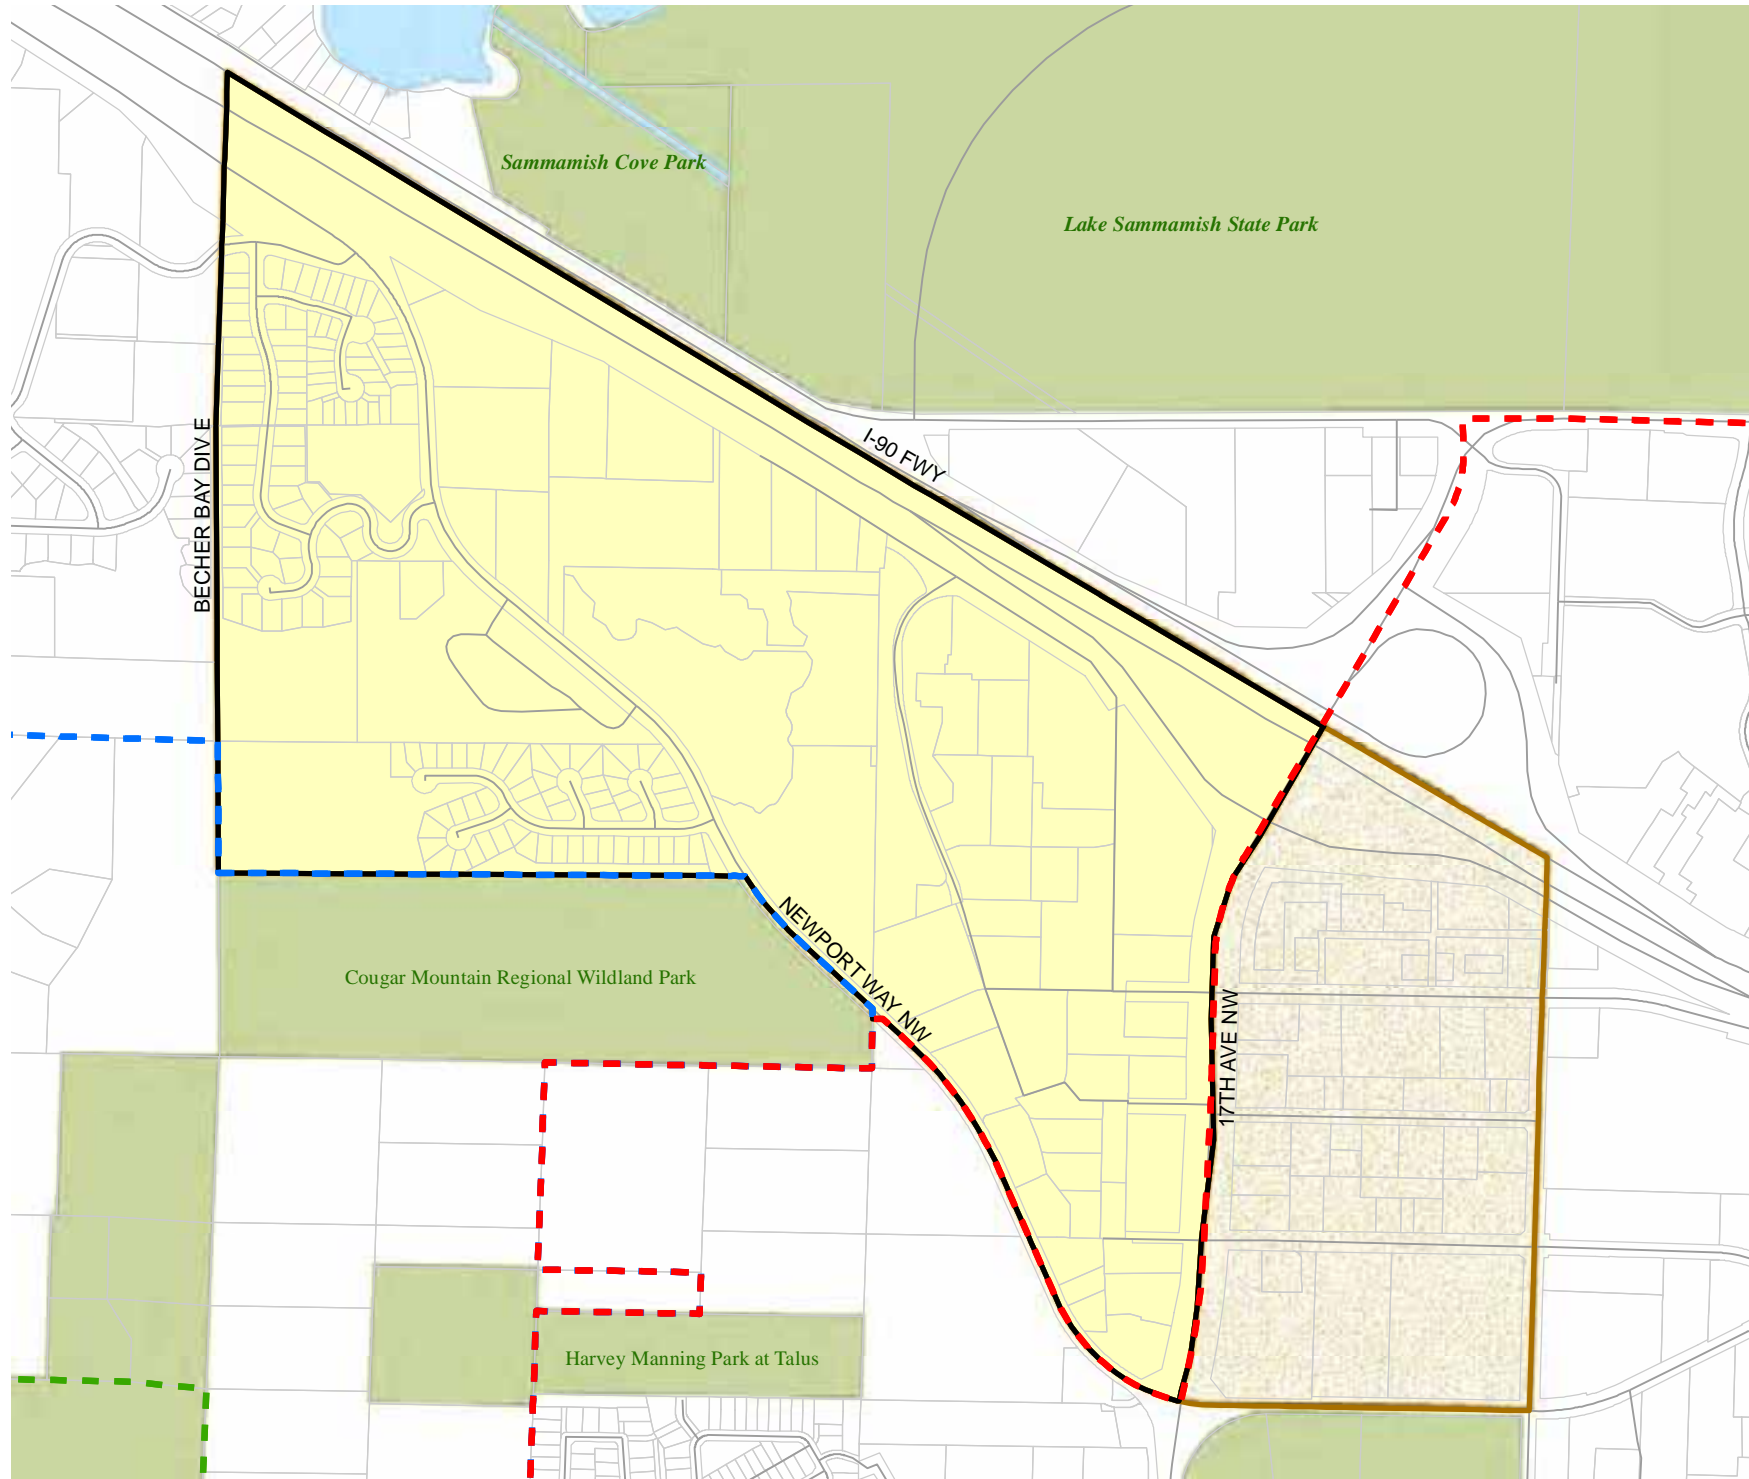 Sammamish Cove Park
Lake Sammamish State Park
I-90 FWY
BECHER BAY DIV E
NEWPORT WAY NW
Cougar Mountain Regional Wildland Park
17TH AVE NW
Harvey Manning Park at Talus